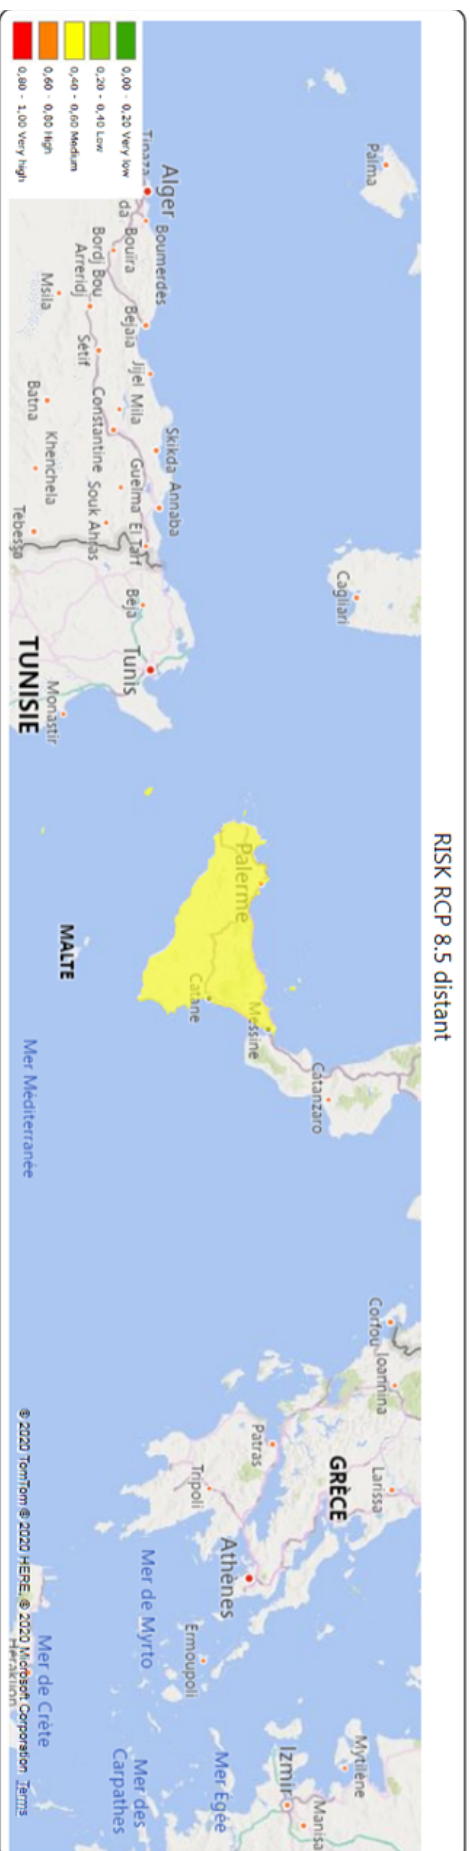 RISK RCP 8.5 distant
Palma
Cagliari
Alger
Tipaza
Boumerdès
da
Bouira
Bordj Bou
Arreridj
Bejaïa
Jijel
Mila
Msila
Sétif
Constantine
Skikda
Annaba
Guelma
El Tarf
Batna
Khenchela
Souk Ahras
Tébessa
Béja
Tunis
TUNISIE
Monastir
Palerme
Catane
Messine
MALTE
Catanzaro
Mer Méditerranée
Corfou
Ioannina
Larissa
GRÈCE
Patras
Tripoli
Athènes
Ermoupoli
Mytilène
Izmir
Manisa
Mer de Myrto
Mer Égée
Mer des
Carpathes
Mer de Crète
Héraklion
0,00 - 0,20 Very low
0,20 - 0,40 Low
0,40 - 0,60 Medium
0,60 - 0,80 High
0,80 - 1,00 Very high
© 2020 TomTom © 2020 HERE, © 2020 Microsoft Corporation Terms